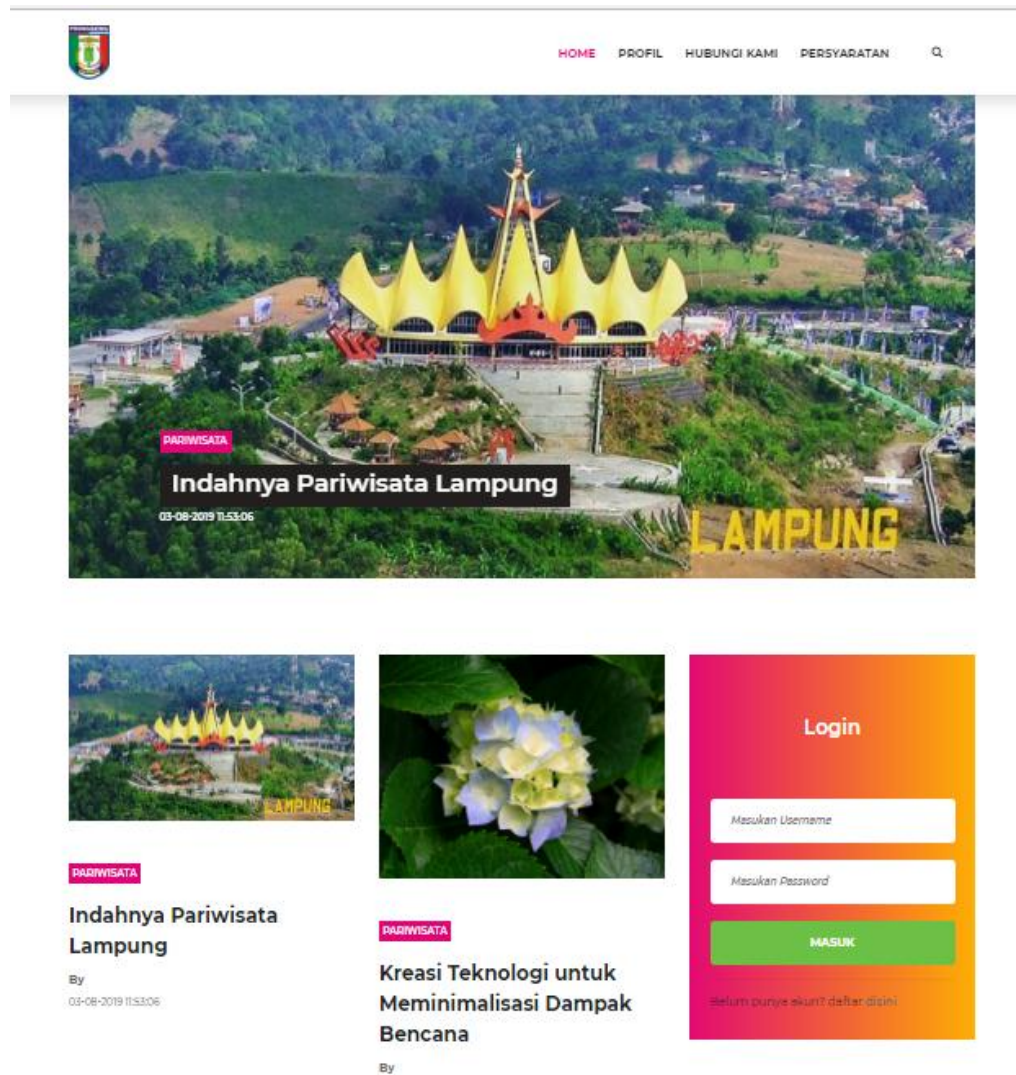 HOME PROFIL HUBUNGI KAMI PERSYARATAN
PARIWISATA
Indahnya Pariwisata Lampung
03-08-2019 11:53:06
LAMPUNG
LAMPUNG
PARIWISATA
Indahnya Pariwisata
Lampung
By
03-08-2019 11:53:06
PARIWISATA
Kreasi Teknologi untuk
Meminimalisasi Dampak
Bencana
By
Login
Masukan Username
Masukan Password
MASUK
Belum punya akun? daftar disini